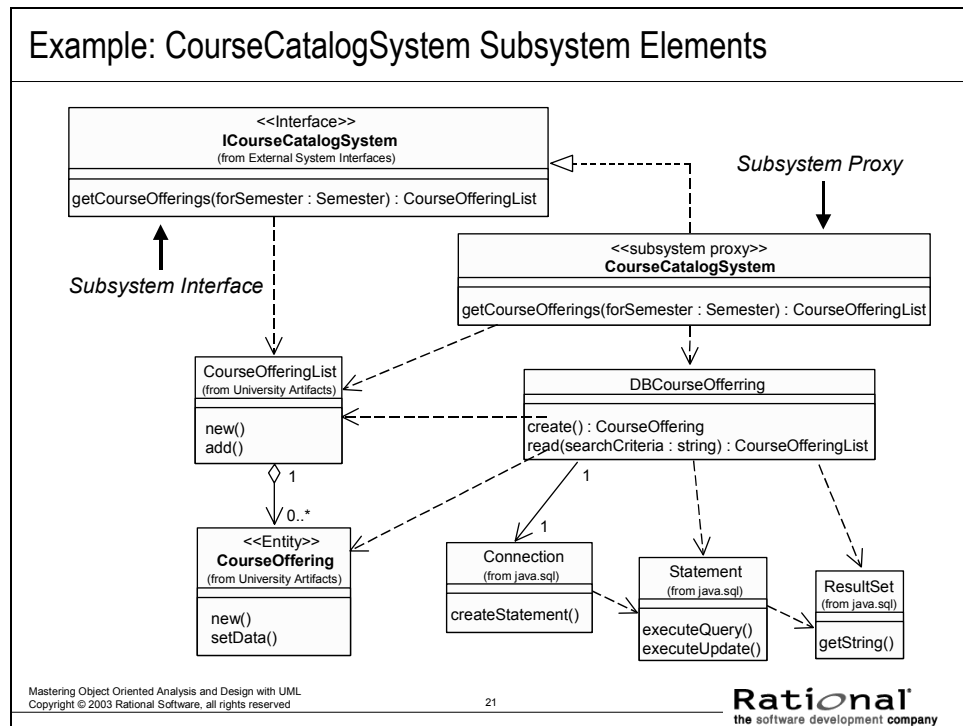 Example: CourseCatalogSystem Subsystem Elements
<<Interface>>
ICourseCatalogSystem
(from External System Interfaces)
getCourseOfferings(forSemester : Semester) : CourseOfferingList
Subsystem Interface
Subsystem Proxy
<<subsystem proxy>>
CourseCatalogSystem
getCourseOfferings(forSemester : Semester) : CourseOfferingList
CourseOfferingList
(from University Artifacts)
new()
add()
DBCourseOfferring
create() : CourseOffering
read(searchCriteria : string) : CourseOfferingList
1
0..*
1
1
<<Entity>>
CourseOffering
(from University Artifacts)
new()
setData()
Connection
(from java.sql)
createStatement()
Statement
(from java.sql)
executeQuery()
executeUpdate()
ResultSet
(from java.sql)
getString()
Mastering Object Oriented Analysis and Design with UML
Copyright © 2003 Rational Software, all rights reserved
21
Rational
the software development company